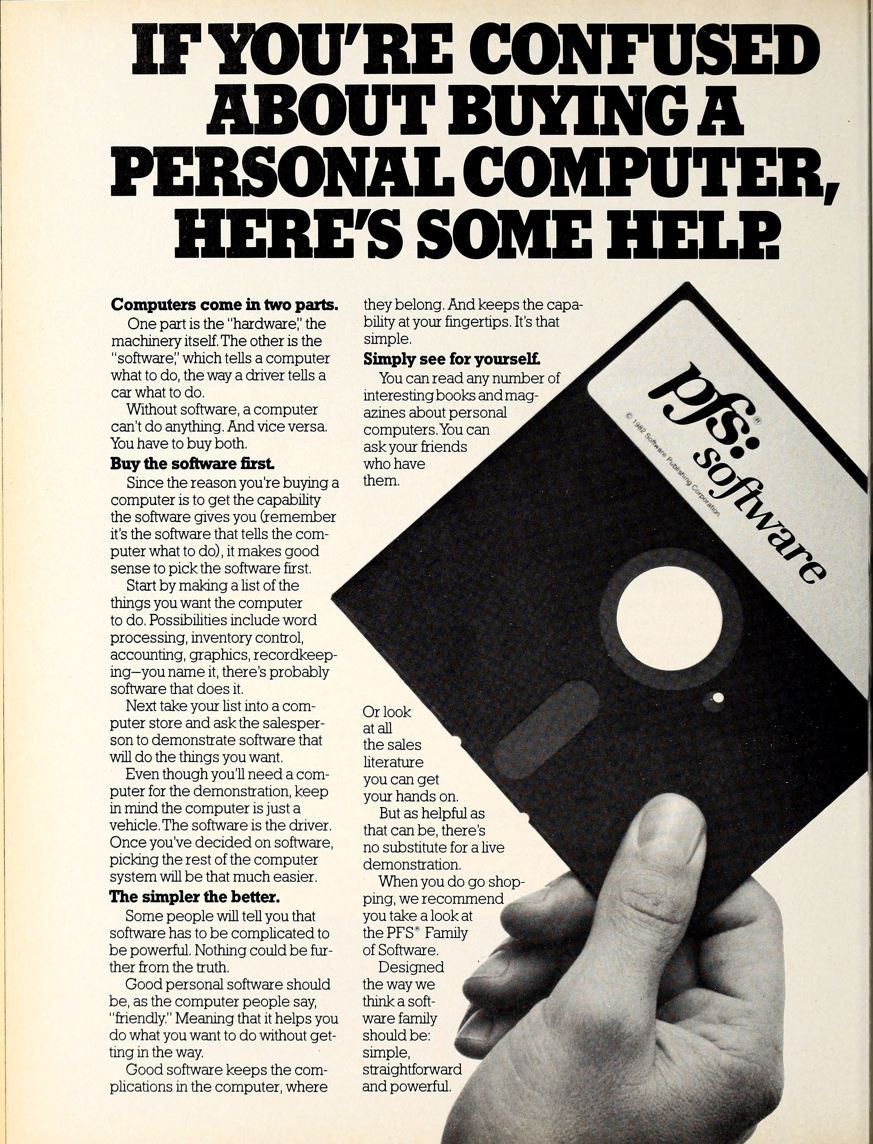 IF YOU'RE CONFUSED
ABOUT BUYING A
PERSONAL COMPUTER,
HERE'S SOME HELP.
Computers come in two parts.
One part is the "hardware," the
machinery itself. The other is the
"software," which tells a computer
what to do, the way a driver tells a
car what to do.
Without software, a computer
can't do anything. And vice versa.
You have to buy both.
Buy the software first.
Since the reason you're buying a
computer is to get the capability
the software gives you (remember
it's the software that tells the com-
puter what to do), it makes good
sense to pick the software first.
Start by making a list of the
things you want the computer
to do. Possibilities include word
processing, inventory control,
accounting, graphics, recordkeep-
ing—you name it, there's probably
software that does it.
Next take your list into a com-
puter store and ask the salesper-
son to demonstrate software that
will do the things you want.
Even though you'll need a com-
puter for the demonstration, keep
in mind the computer is just a
vehicle. The software is the driver.
Once you've decided on software,
picking the rest of the computer
system will be that much easier.
The simpler the better.
Some people will tell you that
software has to be complicated to
be powerful. Nothing could be fur-
ther from the truth.
Good personal software should
be, as the computer people say,
"friendly." Meaning that it helps you
do what you want to do without get-
ting in the way.
Good software keeps the com-
plications in the computer, where
they belong. And keeps the capa-
bility at your fingertips. It's that
simple.
Simply see for yourself.
You can read any number of
interesting books and mag-
azines about personal
computers. You can
ask your friends
who have
them.
Or look
at all
the sales
literature
you can get
your hands on.
But as helpful as
that can be, there's
no substitute for a live
demonstration.
When you do go shop-
ping, we recommend
you take a look at
the PFS® Family
of Software.
Designed
the way we
think a soft-
ware family
should be:
simple,
straightforward
and powerful.
pfs:®
software
© 1982 Software Publishing Corporation